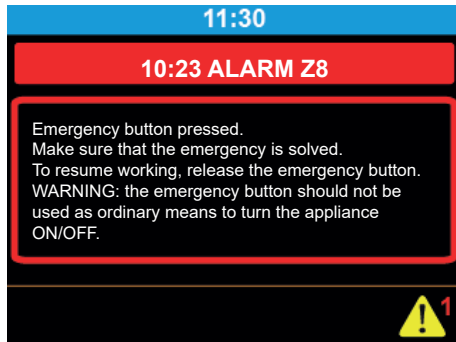 11:30
10:23 ALARM Z8
Emergency button pressed.
Make sure that the emergency is solved.
To resume working, release the emergency button.
WARNING: the emergency button should not be
used as ordinary means to turn the appliance
ON/OFF.
!
1